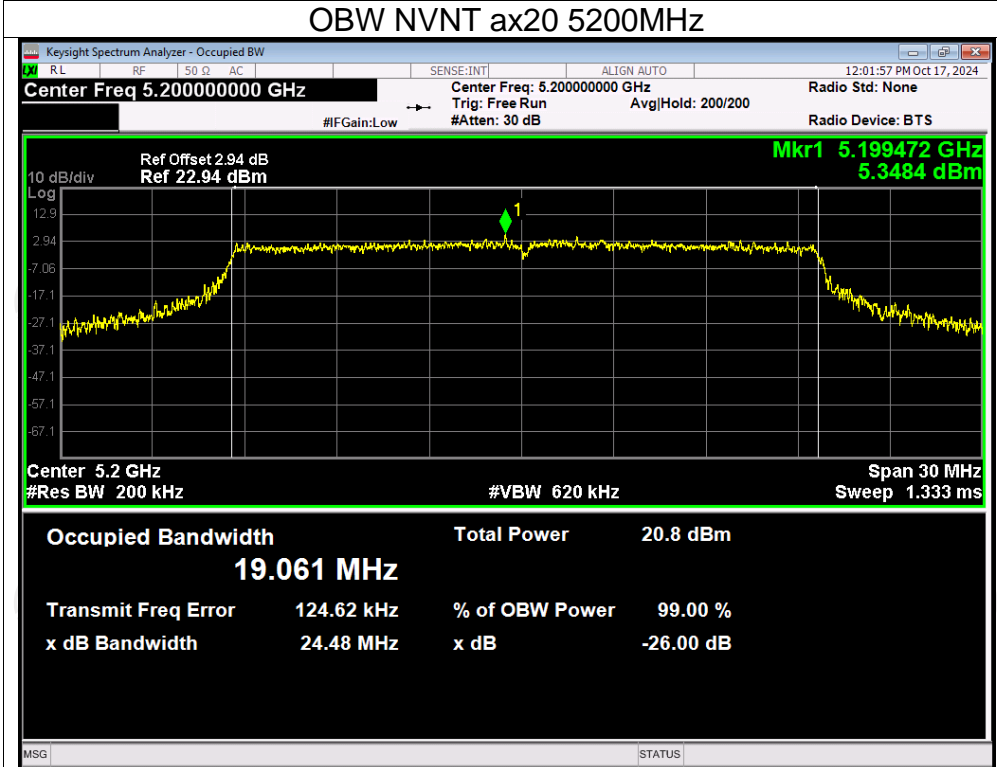 OBW NVNT ax20 5200MHz
Keysight Spectrum Analyzer - Occupied BW
LXI RL RF 50 Ω AC SENSE:INT ALIGN AUTO 12:01:57 PM Oct 17, 2024
Center Freq 5.200000000 GHz Center Freq: 5.200000000 GHz Radio Std: None
Trig: Free Run Avg|Hold: 200/200
#IFGain:Low #Atten: 30 dB Radio Device: BTS
Mkr1 5.199472 GHz
5.3484 dBm
Ref Offset 2.94 dB
10 dB/div Ref 22.94 dBm
Log
1
12.9
2.94
-7.06
-17.1
-27.1
-37.1
-47.1
-57.1
-67.1
Center 5.2 GHz Span 30 MHz
#Res BW 200 kHz #VBW 620 kHz Sweep 1.333 ms
Occupied Bandwidth Total Power 20.8 dBm
19.061 MHz
Transmit Freq Error 124.62 kHz % of OBW Power 99.00 %
x dB Bandwidth 24.48 MHz x dB -26.00 dB
MSG STATUS